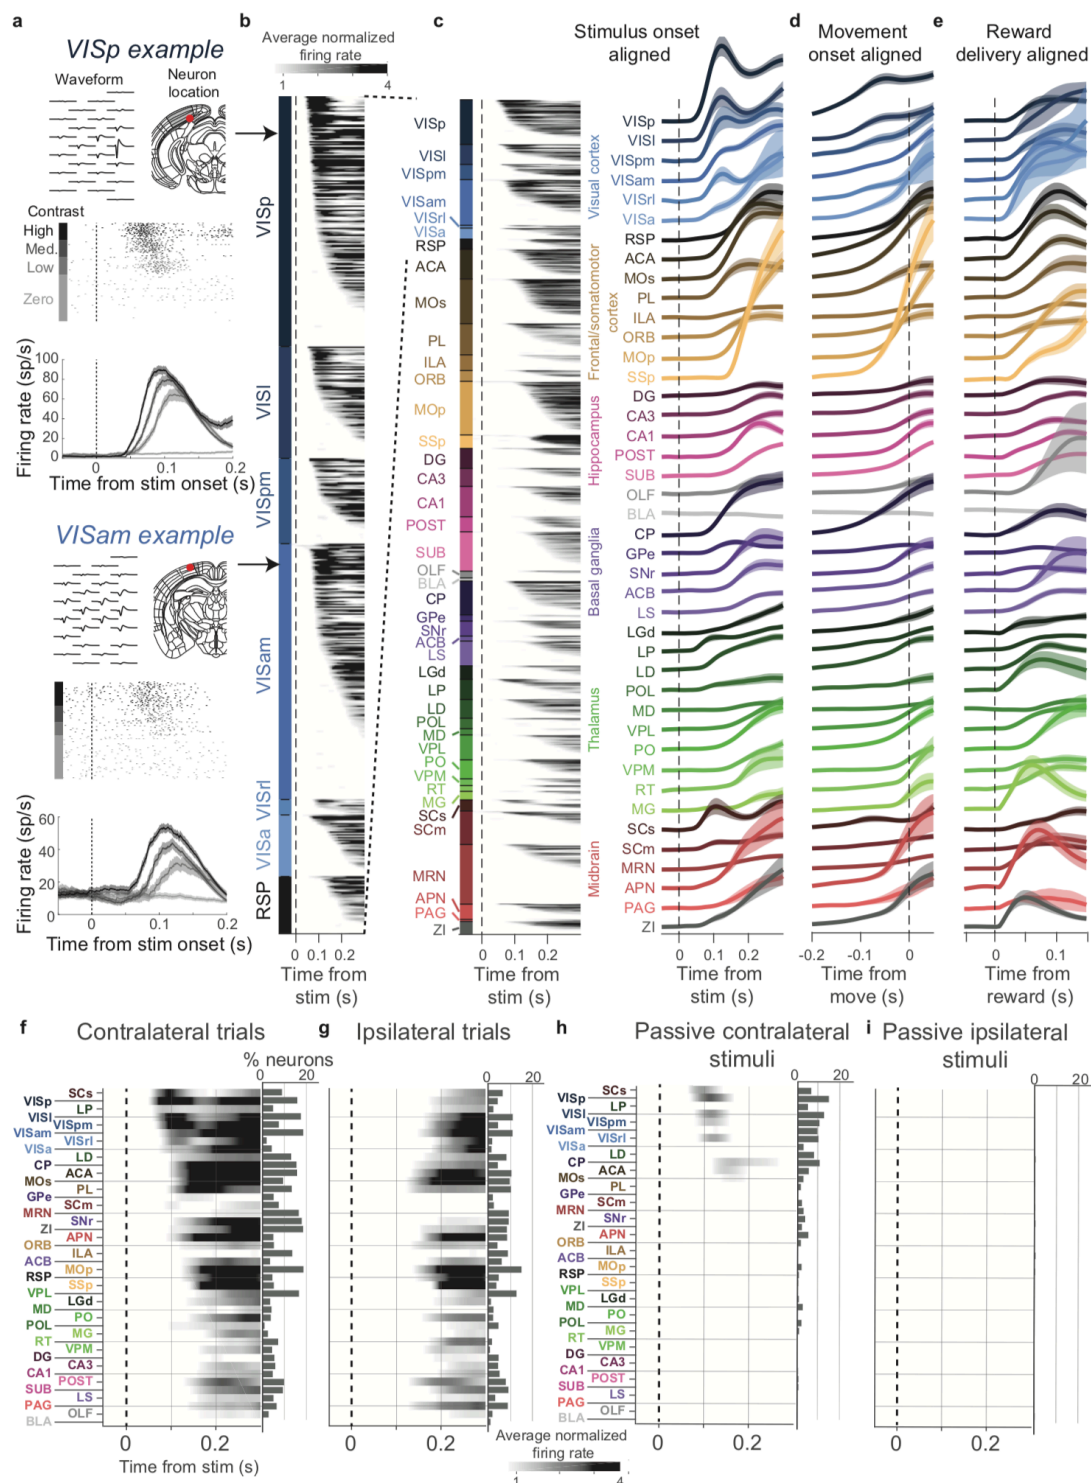 a
VISp example
Waveform
Neuron
location
Contrast
High
Med.
Low
Zero
Firing rate (sp/s)
100
80
60
40
20
0
0
0.1
0.2
Time from stim onset (s)
VISam example
Firing rate (sp/s)
60
40
20
0
0
0.1
0.2
Time from stim onset (s)
b
Average normalized
firing rate
1
4
VISp
VISl
VISpm
VISam
VISrl
VISa
RSP
0 0.1 0.2
Time from
stim (s)
c
VISp
VISl
VISpm
VISam
VISrl
VISa
RSP
ACA
MOs
PL
ILA
ORB
MOp
SSp
DG
CA3
CA1
POST
SUB
OLF
BLA
CP
GPe
SNr
ACB
LS
LGd
LP
LD
POL
MD
VPL
PO
VPM
RT
MG
SCs
SCm
MRN
APN
PAG
ZI
0 0.1 0.2
Time from
stim (s)
Stimulus onset
aligned
Visual cortex
Frontal/somatomotor
cortex
Hippocampus
Basal ganglia
Thalamus
Midbrain
VISp
VISl
VISpm
VISam
VISrl
VISa
RSP
ACA
MOs
PL
ILA
ORB
MOp
SSp
DG
CA3
CA1
POST
SUB
OLF
BLA
CP
GPe
SNr
ACB
LS
LGd
LP
LD
POL
MD
VPL
PO
VPM
RT
MG
SCs
SCm
MRN
APN
PAG
ZI
0 0.1 0.2
Time from
stim (s)
d
Movement
onset aligned
-0.2 -0.1 0
Time from
move (s)
e
Reward
delivery aligned
0 0.1
Time from
reward (s)
f
Contralateral trials
% neurons
0 20
SCs
VISp
LP
VISl
VISpm
VISam
VISrl
VISa
LD
CP
ACA
MOs
PL
GPe
SCm
MRN
SNr
ZI
APN
ORB
ILA
ACB
MOp
RSP
SSp
VPL
LGd
MD
PO
POL
MG
RT
VPM
DG
CA3
CA1
POST
SUB
LS
PAG
OLF
BLA
0 0.2
Time from stim (s)
g
Ipsilateral trials
0 20
0 0.2
Average normalized
firing rate
1
4
h
Passive contralateral
stimuli
0 20
SCs
VISp
LP
VISl
VISpm
VISam
VISrl
VISa
LD
CP
ACA
MOs
PL
GPe
SCm
MRN
SNr
ZI
APN
ORB
ILA
ACB
MOp
RSP
SSp
VPL
LGd
MD
PO
POL
MG
RT
VPM
DG
CA3
CA1
POST
SUB
LS
PAG
OLF
BLA
0 0.2
i
Passive ipsilateral
stimuli
0 20
0 0.2